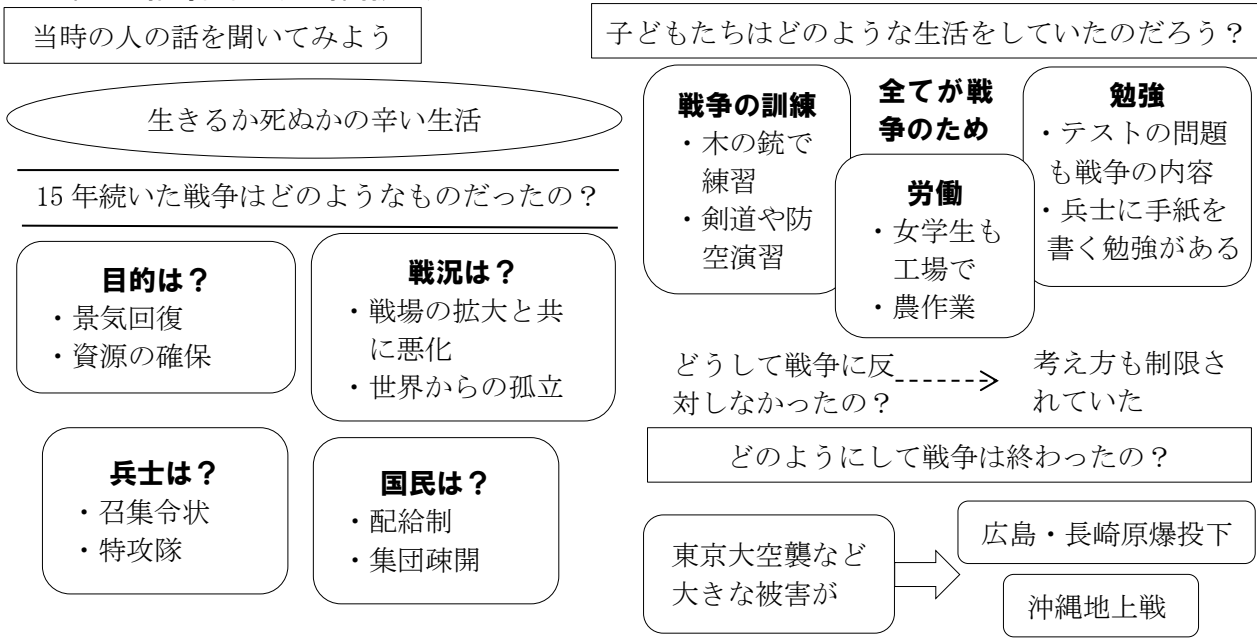 当時の人の話を聞いてみよう
生きるか死ぬかの辛い生活
15年続いた戦争はどのようなものだったの？
目的は？
・景気回復
・資源の確保
戦況は？
・戦場の拡大と共
に悪化
・世界からの孤立
兵士は？
・召集令状
・特攻隊
国民は？
・配給制
・集団疎開
子どもたちはどのような生活をしていたのだろう？
戦争の訓練
・木の銃で
練習
・剣道や防
空演習
全てが戦
争のため
労働
・女学生も
工場で
・農作業
勉強
・テストの問題
も戦争の内容
・兵士に手紙を
書く勉強がある
どうして戦争に反
対しなかったの？
考え方も制限さ
れていた
どのようにして戦争は終わったの？
東京大空襲など
大きな被害が
広島・長崎原爆投下
沖縄地上戦